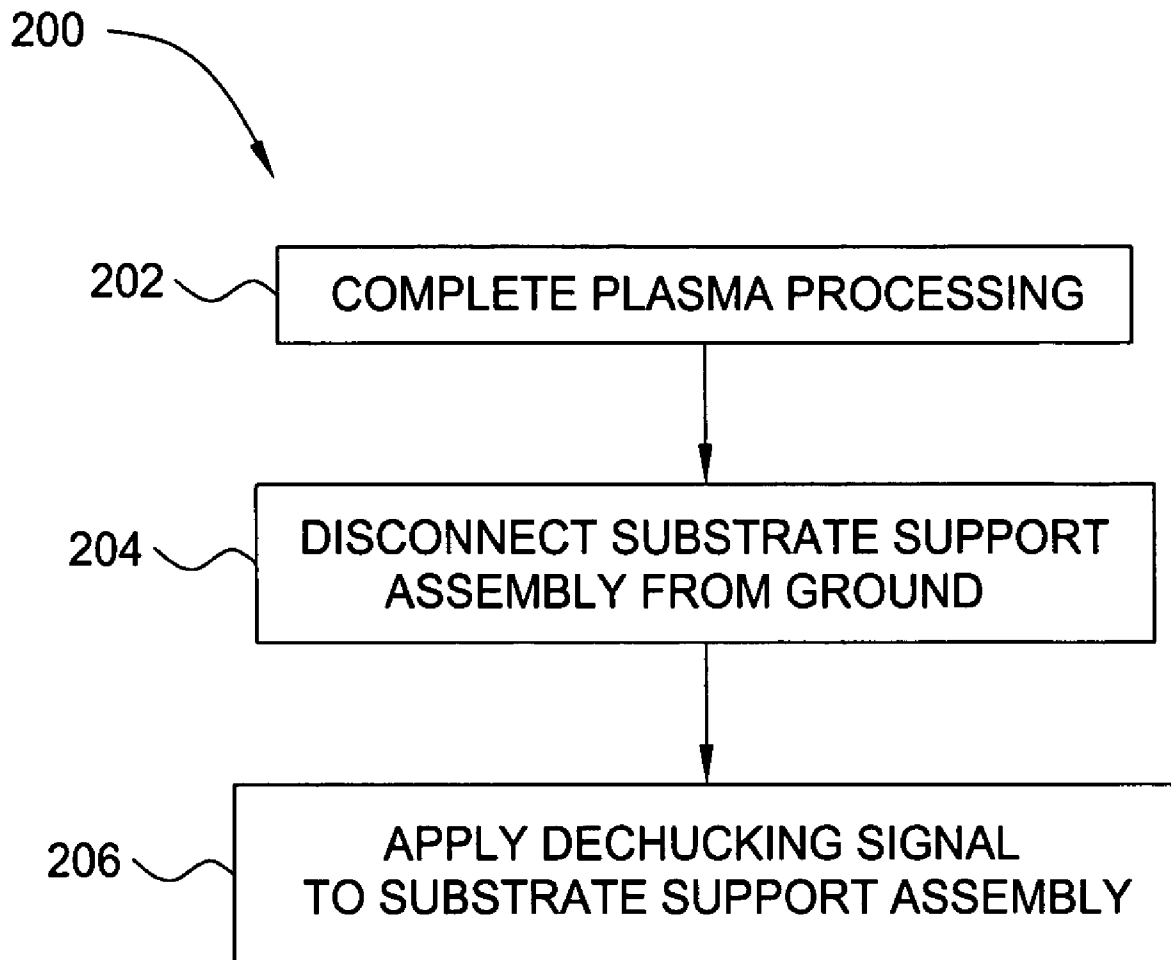 200
202
COMPLETE PLASMA PROCESSING
204
DISCONNECT SUBSTRATE SUPPORT
ASSEMBLY FROM GROUND
206
APPLY DECHUCKING SIGNAL
TO SUBSTRATE SUPPORT ASSEMBLY